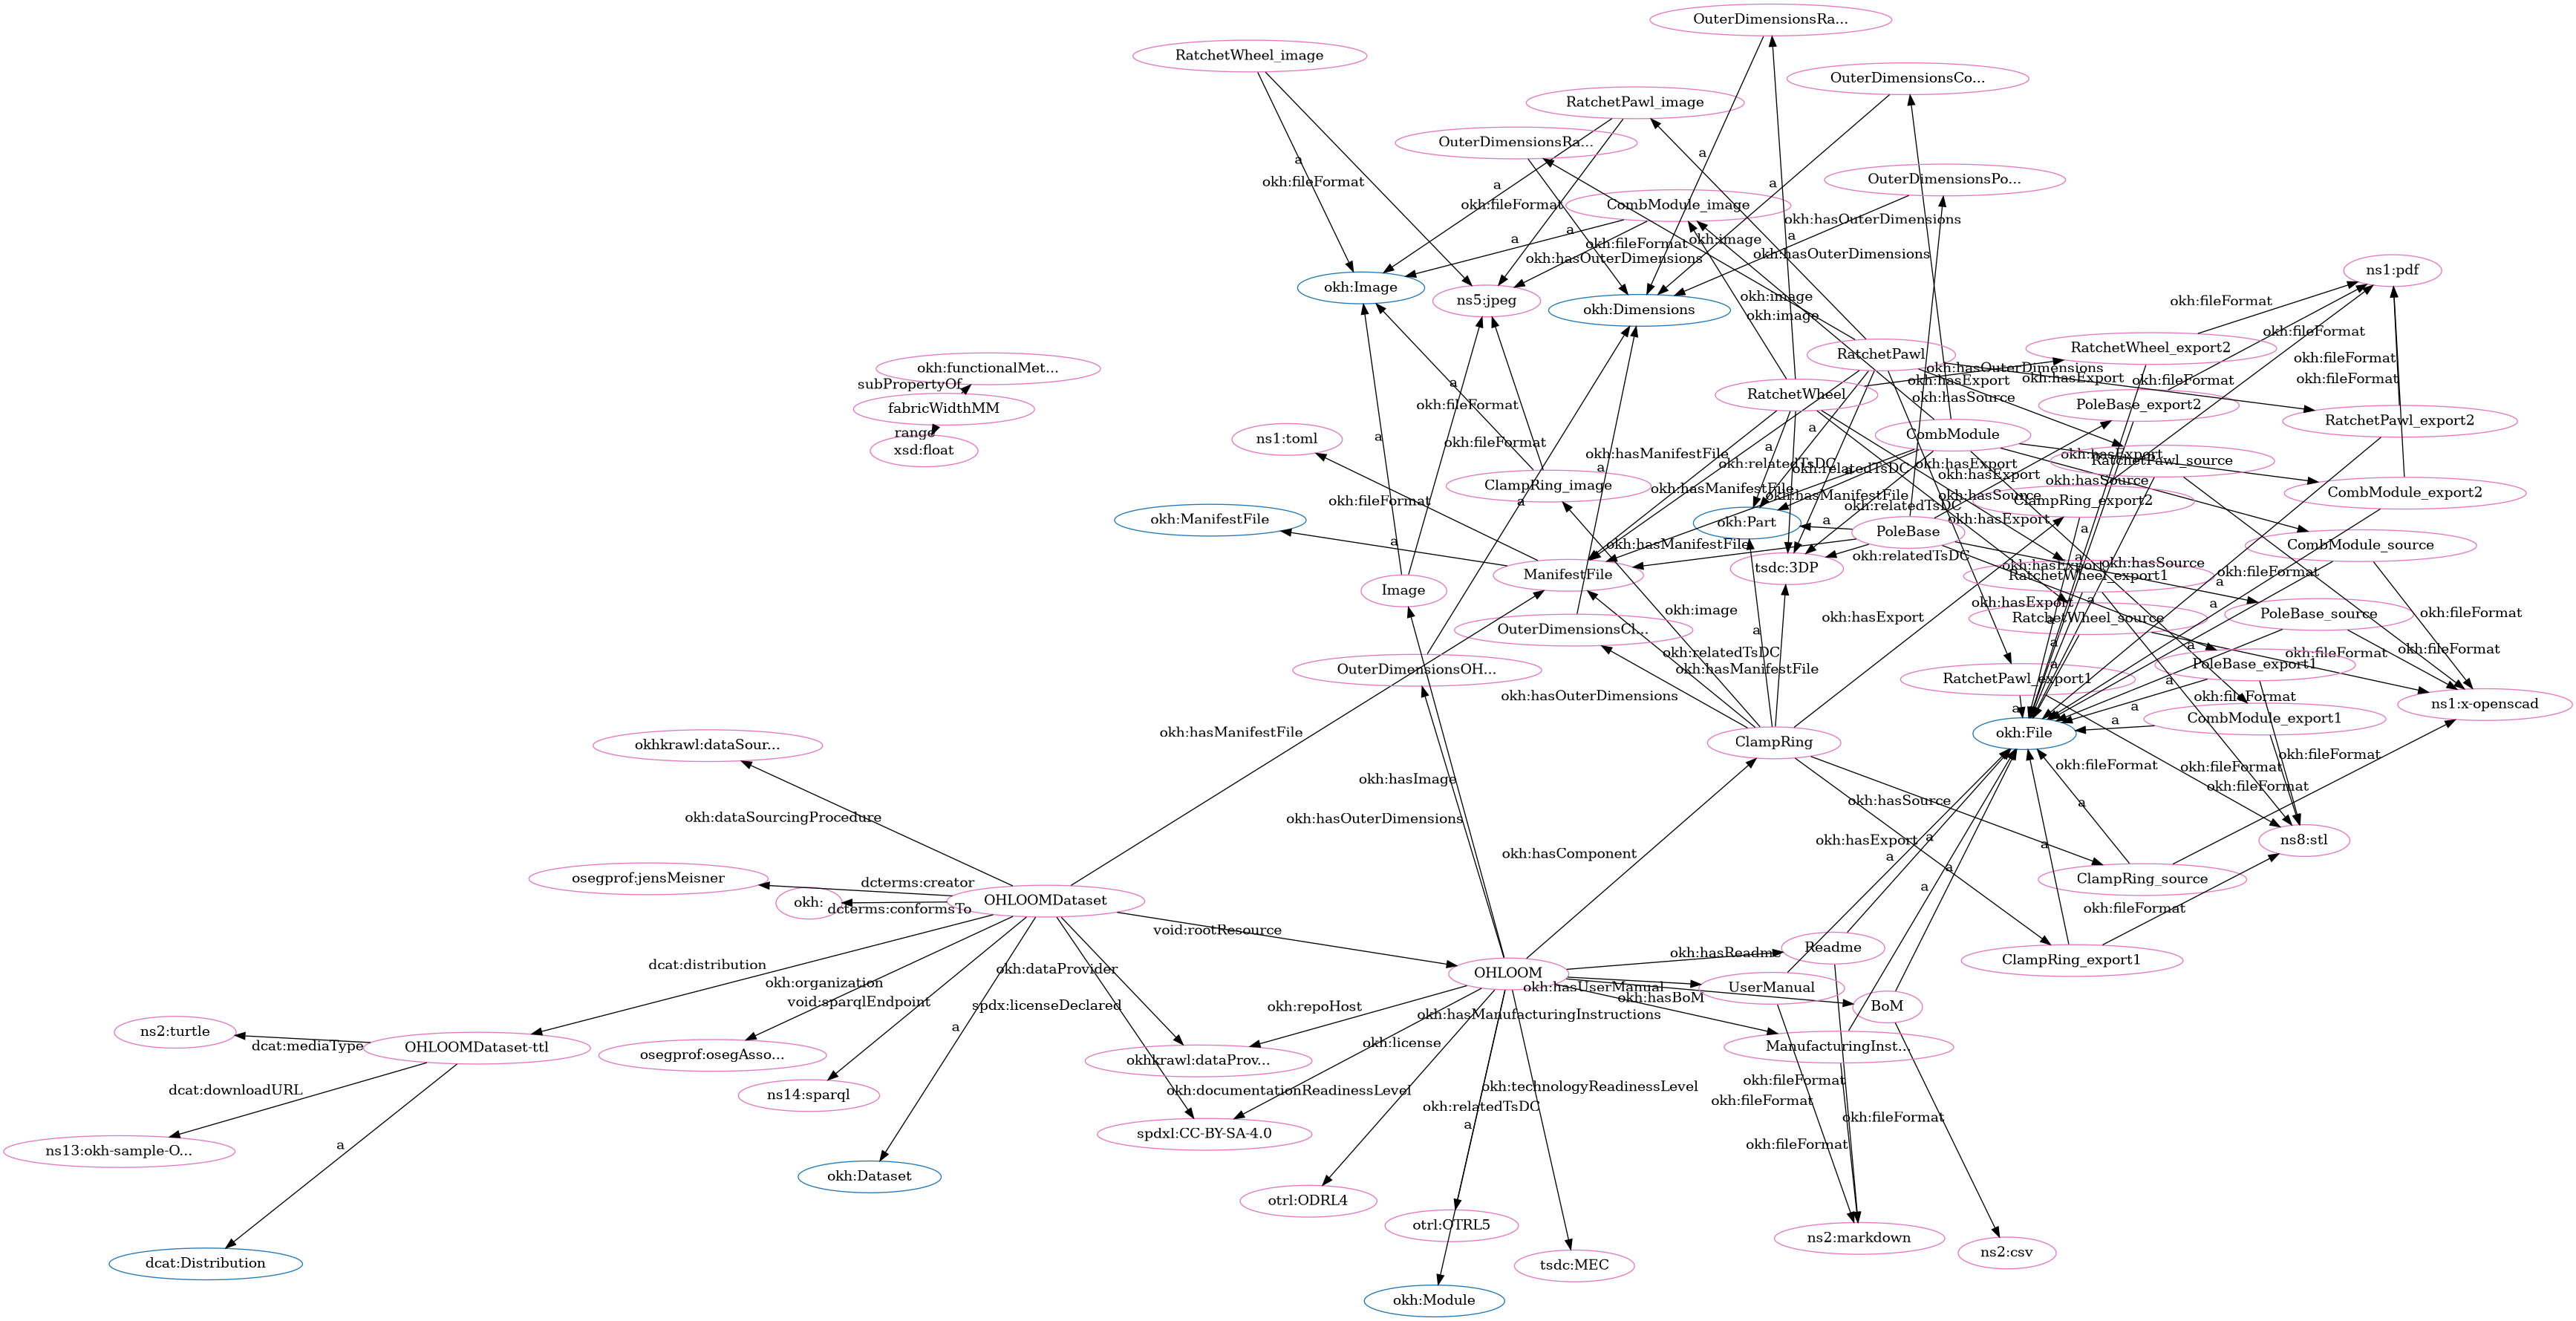 OuterDimensionsRa...
RatchetWheel_image
OuterDimensionsCo...
RatchetPawl_image
OuterDimensionsRa...
a
a
okh:fileFormat
OuterDimensionsPo...
a
a
okh:fileFormat
CombModule_image
okh:hasOuterDimensions
a
a
a
okh:image
okh:fileFormat
okh:hasOuterDimensions
okh:hasOuterDimensions
ns1:pdf
okh:Image
ns5:jpeg
okh:image
okh:fileFormat
okh:Dimensions
okh:image
okh:fileFormat
RatchetWheel_export2
RatchetPawl
okh:fileFormat
okh:functionalMet...
okh:hasOuterDimensions
okh:hasExport
okh:hasExport
okh:fileFormat
okh:fileFormat
subPropertyOf
a
RatchetWheel
okh:hasSource
fabricWidthMM
PoleBase_export2
RatchetPawl_export2
range
okh:fileFormat
a
CombModule
ns1:toml
a
okh:fileFormat
a
xsd:float
okh:hasManifestFile
okh:hasExport
RatchetPawl_source
a
okh:relatedTsDC
okh:relatedTsDC
a
okh:hasExport
okh:hasExport
okh:hasSource
ClampRing_image
okh:hasManifestFile
okh:hasManifestFile
okh:hasSource
CombModule_export2
okh:fileFormat
a
okh:relatedTsDC
ClampRing_export2
okh:ManifestFile
okh:Part
a
PoleBase
okh:hasExport
a
a
okh:hasManifestFile
okh:relatedTsDC
a
okh:hasSource
CombModule_source
okh:hasExport
okh:fileFormat
ManifestFile
tsdc:3DP
RatchetWheel_export1
a
Image
okh:image
okh:hasExport
a
a
okh:fileFormat
okh:hasExport
RatchetWheel_source
PoleBase_source
OuterDimensionsCl...
a
a
a
a
okh:relatedTsDC
okh:fileFormat
okh:fileFormat
OuterDimensionsOH...
okh:hasManifestFile
a
PoleBase_export1
okh:hasOuterDimensions
RatchetPawl_export1
a
okh:fileFormat
ns1:x-openscad
a
a
CombModule_export1
okh:hasManifestFile
okh:File
a
okhkrawl:dataSour...
ClampRing
okh:fileFormat
okh:fileFormat
okh:fileFormat
okh:hasImage
okh:fileFormat
okh:dataSourcingProcedure
okh:hasOuterDimensions
okh:hasSource
a
okh:hasExport
a
a
ns8:stl
okh:hasComponent
a
a
osegprof:jensMeisner
dcterms:creator
a
ClampRing_source
okh:
OHLOOMDataset
dcterms:conformsTo
okh:fileFormat
void:rootResource
okh:hasReadme
Readme
dcat:distribution
okh:dataProvider
OHLOOM
ClampRing_export1
okh:organization
okh:hasUserManual
UserManual
void:sparqlEndpoint
spdx:licenseDeclared
okh:repoHost
okh:hasBoM
BoM
okh:hasManufacturingInstructions
ns2:turtle
a
okh:license
ManufacturingInst...
dcat:mediaType
OHLOOMDataset-ttl
osegprof:osegAsso...
okhkrawl:dataProv...
okh:fileFormat
dcat:downloadURL
ns14:sparql
okh:documentationReadinessLevel
okh:technologyReadinessLevel
okh:fileFormat
okh:relatedTsDC
okh:fileFormat
a
spdxl:CC-BY-SA-4.0
a
okh:fileFormat
ns13:okh-sample-O...
okh:Dataset
otrl:ODRL4
otrl:OTRL5
ns2:markdown
ns2:csv
dcat:Distribution
tsdc:MEC
okh:Module